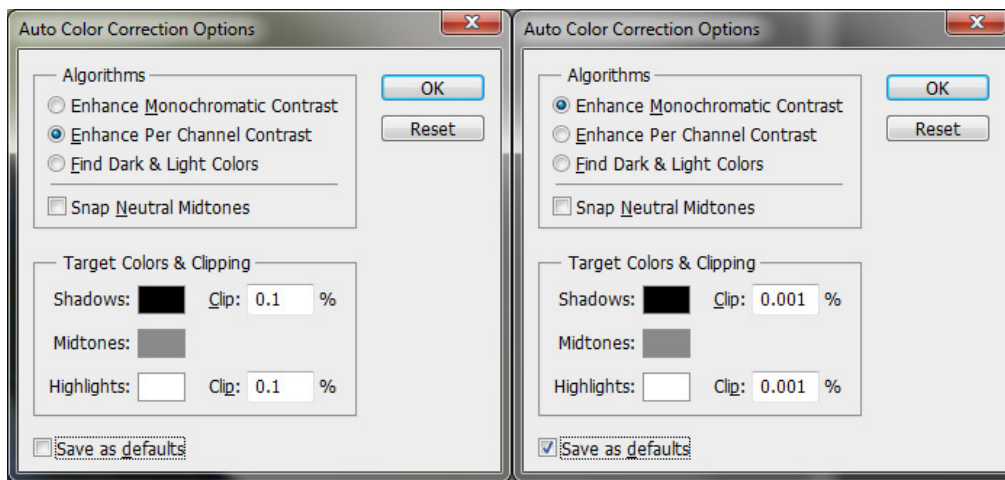 Auto Color Correction Options
Algorithms
Enhance Monochromatic Contrast
Enhance Per Channel Contrast
Find Dark & Light Colors
Snap Neutral Midtones
OK
Reset
Target Colors & Clipping
Shadows: Clip: 0.1 %
Midtones:
Highlights: Clip: 0.1 %
Save as defaults
Auto Color Correction Options
Algorithms
Enhance Monochromatic Contrast
Enhance Per Channel Contrast
Find Dark & Light Colors
Snap Neutral Midtones
OK
Reset
Target Colors & Clipping
Shadows: Clip: 0.001 %
Midtones:
Highlights: Clip: 0.001 %
Save as defaults